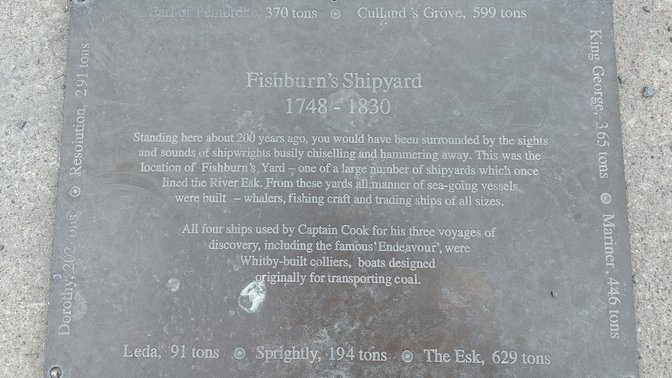 Earl of Pembroke, 370 tons Culland's Grove, 599 tons
Resolution, 291 tons
Dorothy, 202 tons
King George, 365 tons
Mariner, 446 tons
Fishburn's Shipyard
1748 - 1830
Standing here about 200 years ago, you would have been surrounded by the sights
and sounds of shipwrights busily chiselling and hammering away. This was the
location of Fishburn's, Yard – one of a large number of shipyards which once
lined the River Esk. From these yards all manner of sea-going vessels
were built – whalers, fishing craft and trading ships of all sizes.
All four ships used by Captain Cook for his three voyages of
discovery, including the famous 'Endeavour', were
Whitby-built colliers, boats designed
originally for transporting coal.
Leda, 91 tons Sprightly, 194 tons The Esk, 629 tons